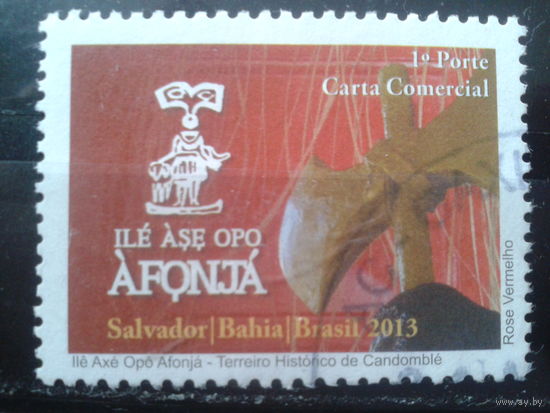 1º Porte
Carta Comercial
ILÉ ÀṢẸ OPO
ÀFỌNJÁ
Salvador|Bahia|Brasil 2013
Rose Vermelho
Ilê Axé Opô Afonjá - Terreiro Histórico de Candomblé
www.ay.by